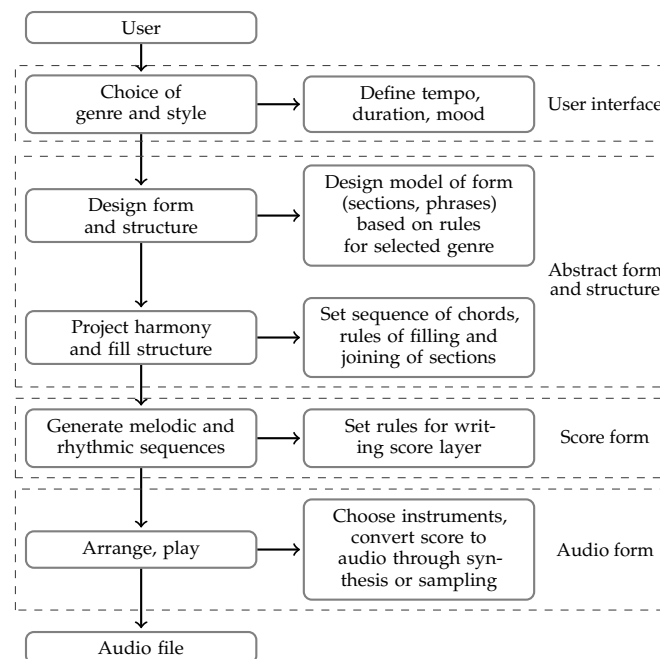 User
Choice of
genre and style
Define tempo,
duration, mood
User interface
Design form
and structure
Design model of form
(sections, phrases)
based on rules
for selected genre
Abstract form
and structure
Project harmony
and fill structure
Set sequence of chords,
rules of filling and
joining of sections
Generate melodic and
rhythmic sequences
Set rules for writ-
ing score layer
Score form
Arrange, play
Choose instruments,
convert score to
audio through syn-
thesis or sampling
Audio form
Audio file